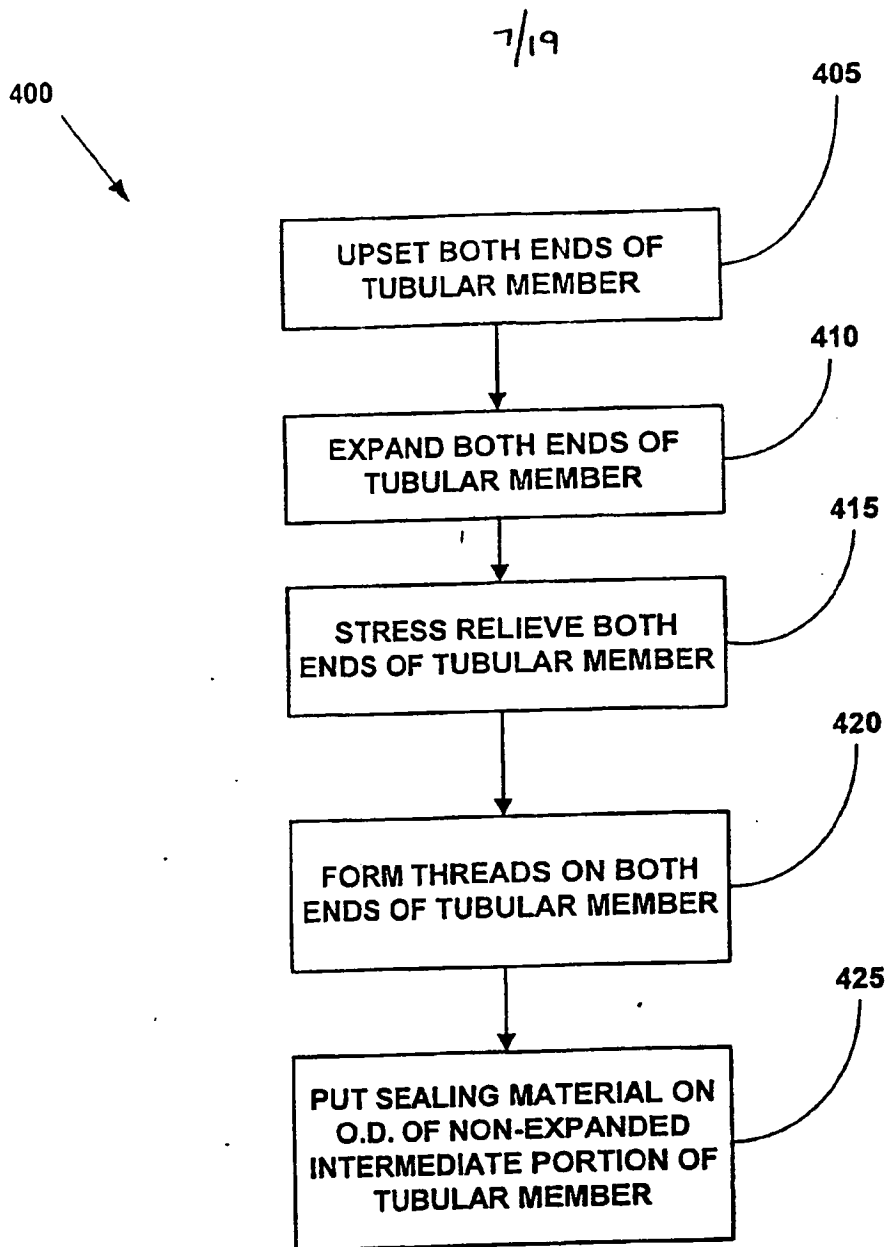 7/19
400
405
UPSET BOTH ENDS OF
TUBULAR MEMBER
410
EXPAND BOTH ENDS OF
TUBULAR MEMBER
415
STRESS RELIEVE BOTH
ENDS OF TUBULAR MEMBER
420
FORM THREADS ON BOTH
ENDS OF TUBULAR MEMBER
425
PUT SEALING MATERIAL ON
O.D. OF NON-EXPANDED
INTERMEDIATE PORTION OF
TUBULAR MEMBER